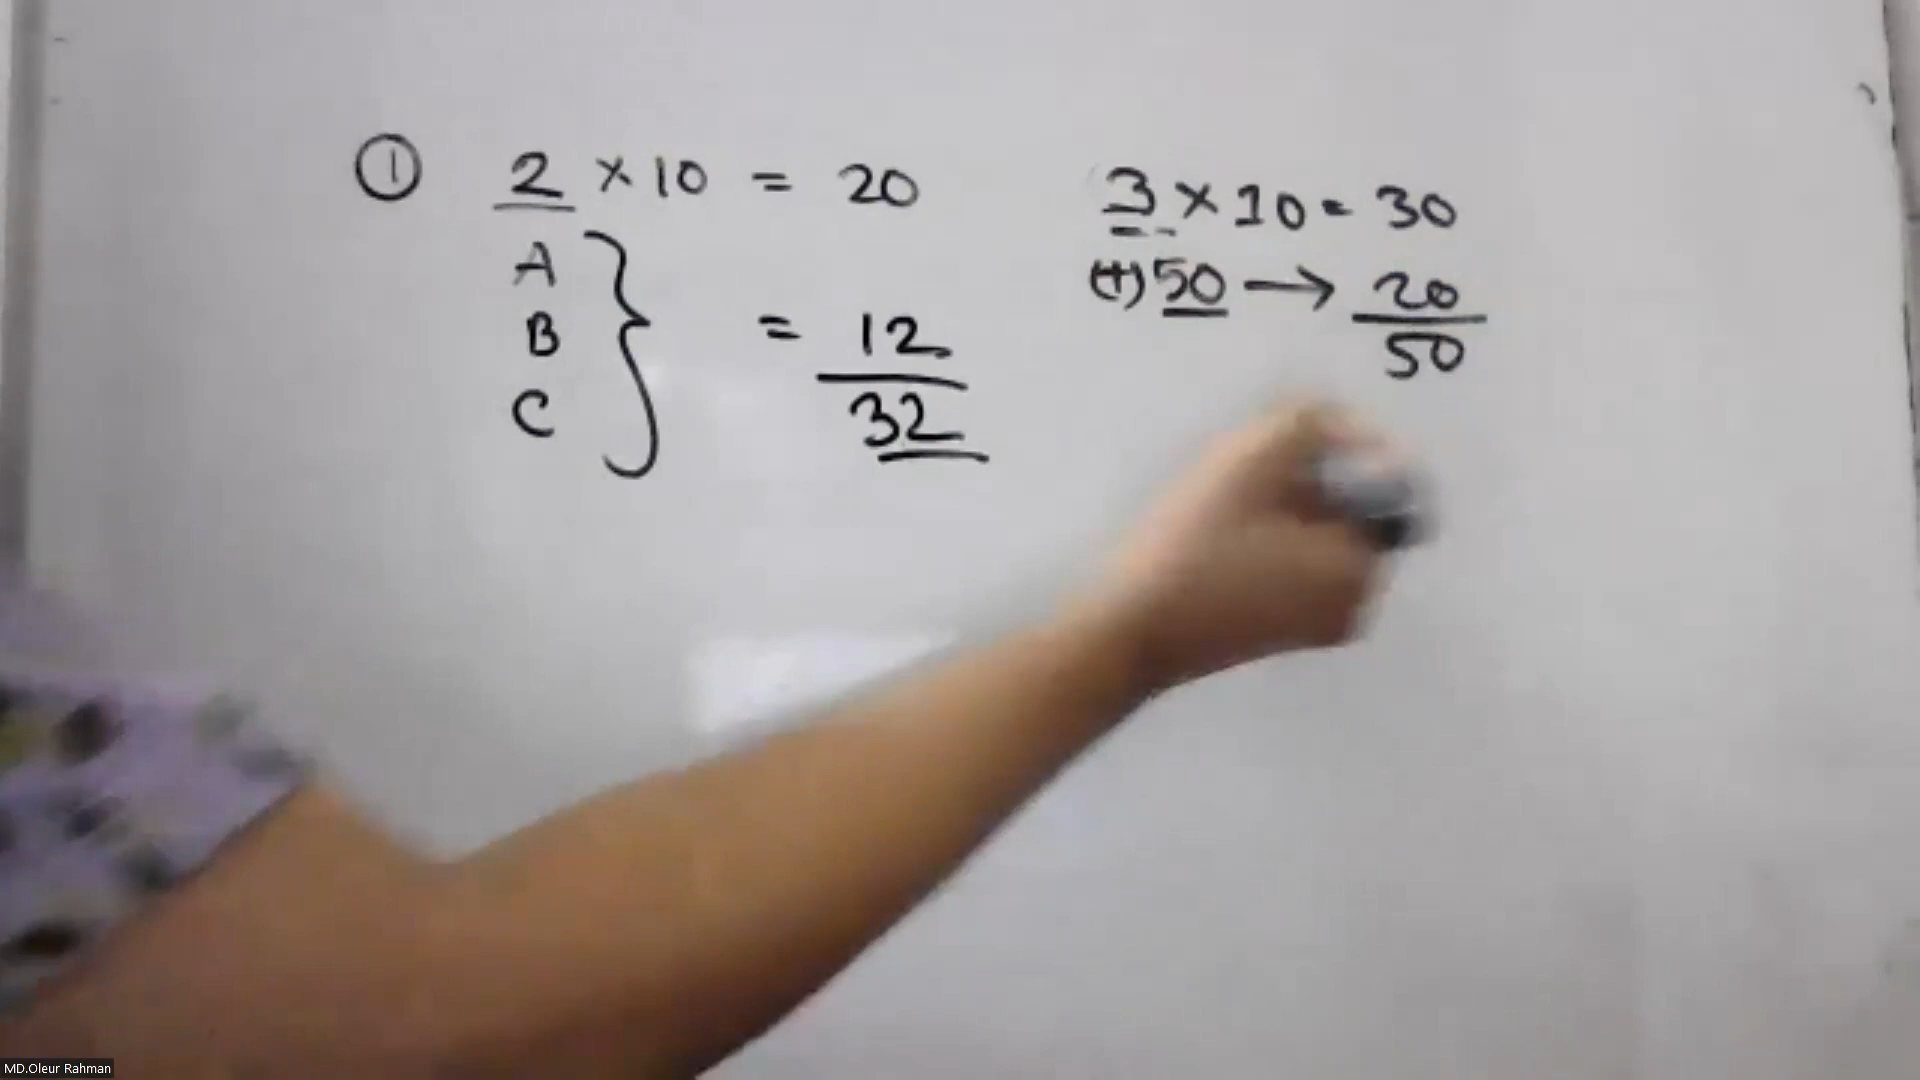 ① 2 × 10 = 20
A
B
C
= 12
32
3 × 10 = 30
(+) 50 → 20
50
MD.Oleur Rahman